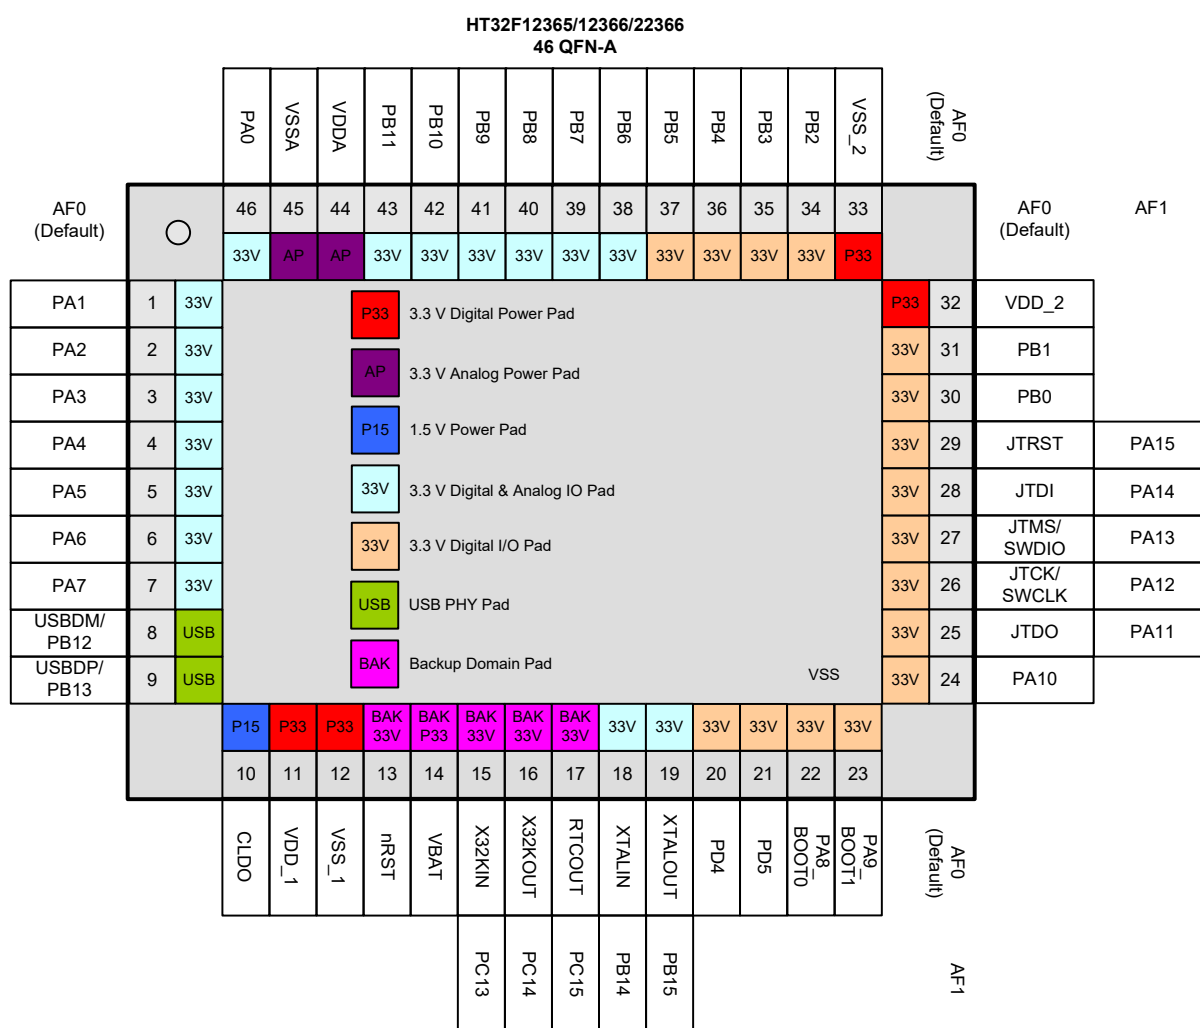 HT32F12365/12366/22366
46 QFN-A
PA0 VSSA VDDA PB11 PB10 PB9 PB8 PB7 PB6 PB5 PB4 PB3 PB2 VSS_2
AF0
(Default)
AF0
(Default)
46 45 44 43 42 41 40 39 38 37 36 35 34 33
33V AP AP 33V 33V 33V 33V 33V 33V 33V 33V 33V 33V P33
AF0
(Default)
AF1
PA1 1 33V
P33 3.3 V Digital Power Pad
P33 32 VDD_2
PA2 2 33V
33V 31 PB1
AP 3.3 V Analog Power Pad
PA3 3 33V
33V 30 PB0
P15 1.5 V Power Pad
PA4 4 33V
33V 29 JTRST PA15
33V 3.3 V Digital & Analog IO Pad
PA5 5 33V
33V 28 JTDI PA14
PA6 6 33V
33V 3.3 V Digital I/O Pad
33V 27 JTMS/
SWDIO
PA13
PA7 7 33V
33V 26 JTCK/
SWCLK
PA12
USB USB PHY Pad
USBDM/
PB12
8 USB
33V 25 JTDO PA11
BAK Backup Domain Pad
USBDP/
PB13
9 USB
VSS
33V 24 PA10
P15 P33 P33 BAK
33V
BAK
P33
BAK
33V
BAK
33V
BAK
33V
33V 33V 33V 33V 33V 33V
10 11 12 13 14 15 16 17 18 19 20 21 22 23
CLDO VDD_1 VSS_1 nRST VBAT X32KIN X32KOUT RTCOUT XTALIN XTALOUT PD4 PD5
PA8_
BOOT0
PA9_
BOOT1
AF0
(Default)
PC13 PC14 PC15 PB14 PB15
AF1